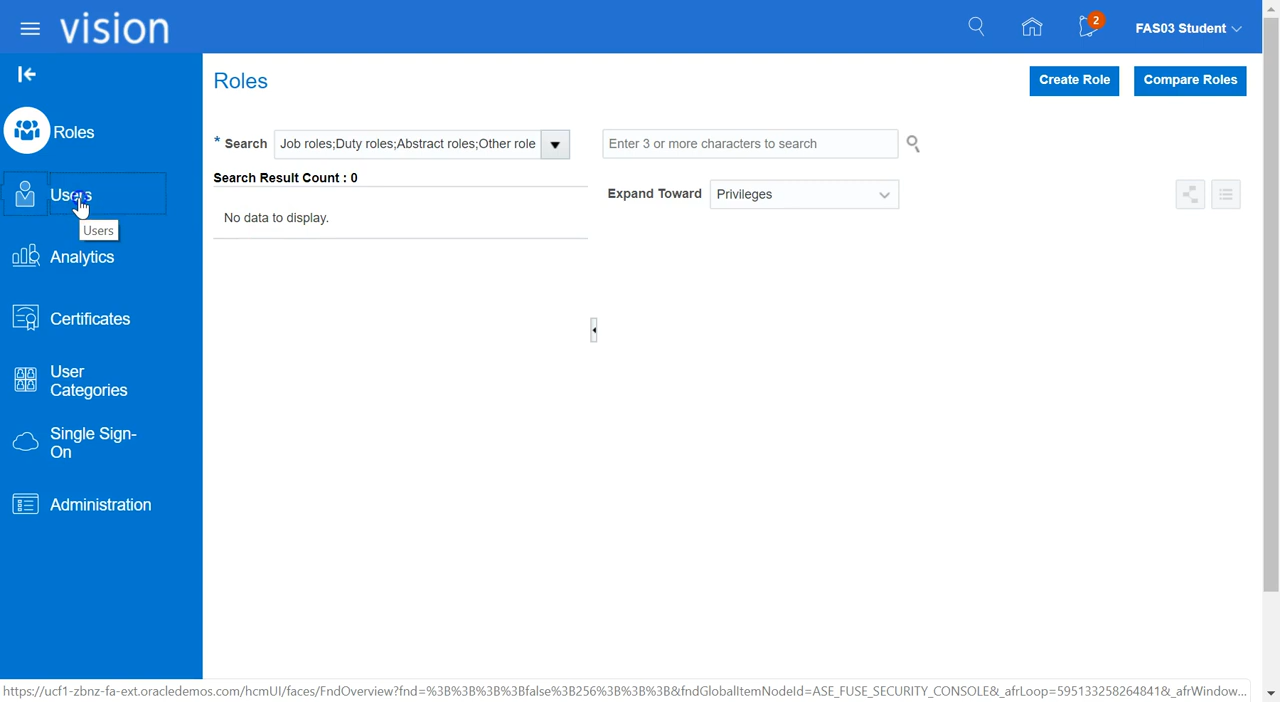 vision
2
FAS03 Student
Roles
Users
Users
Analytics
Certificates
User
Categories
Single Sign-
On
Administration
Roles
Create Role
Compare Roles
* Search
Job roles;Duty roles;Abstract roles;Other role
Enter 3 or more characters to search
Search Result Count : 0
No data to display.
Expand Toward
Privileges
https://ucf1-zbnz-fa-ext.oracledemos.com/hcmUI/faces/FndOverview?fnd=%3B%3B%3B%3Bfalse%3B256%3B%3B%3B&fndGlobalItemNodeId=ASE_FUSE_SECURITY_CONSOLE&_afrLoop=595133258264841&_afrWindow...